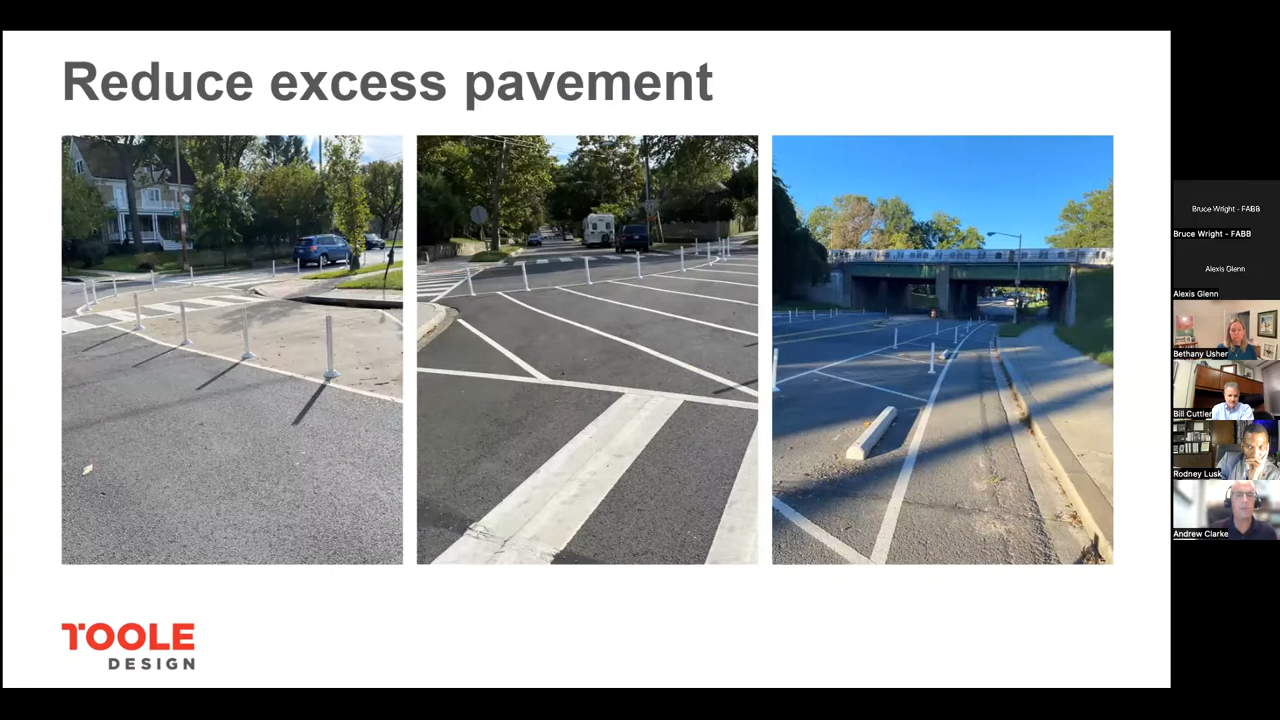 Reduce excess pavement
TOOLE
DESIGN
Bruce Wright - FABB
Bruce Wright - FABB
Alexis Glenn
Alexis Glenn
Bethany Usher
Bill Cuttler
Rodney Lusk
Andrew Clarke